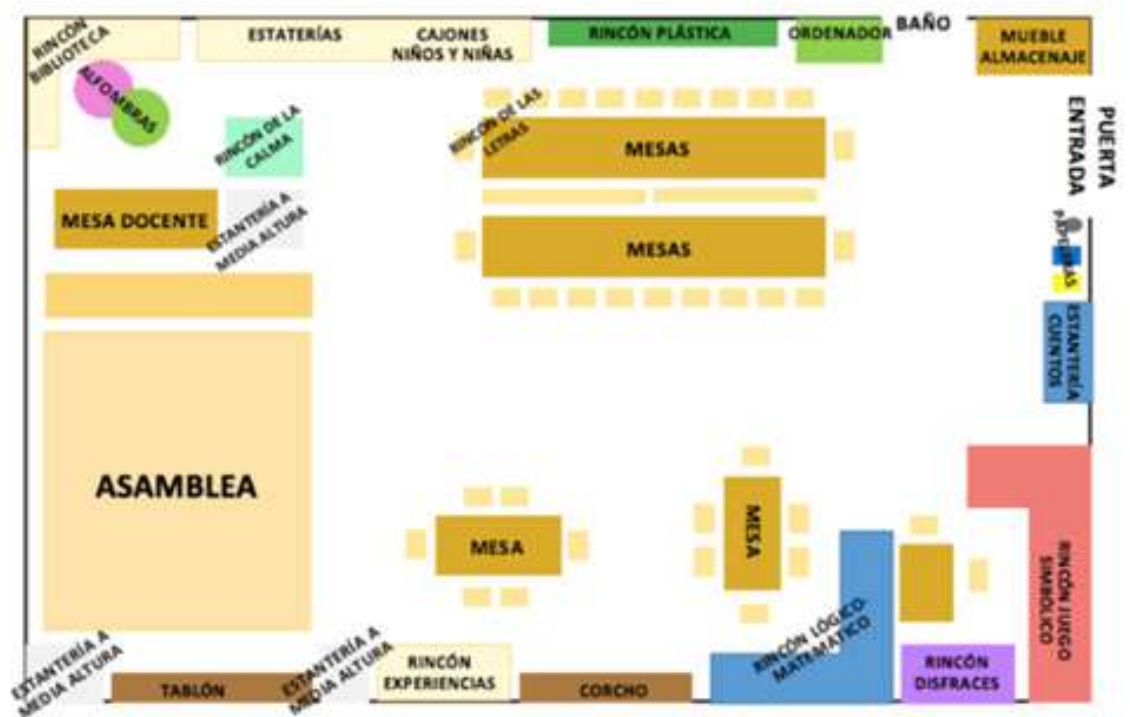 RINCÓN
BIBLIOTECA
ESTATERÍAS
CAJONES
NIÑOS Y NIÑAS
RINCÓN PLÁSTICA
ORDENADOR
BAÑO
MUEBLE
ALMACENAJE
ALFOMBRAS
RINCÓN DE LA
CALMA
RINCÓN DE LAS
LETRAS
MESAS
PUERTA
ENTRADA
MESA DOCENTE
ESTANTERÍA A
MEDIA ALTURA
MESAS
PAPELERAS
ESTANTERÍA
CUENTOS
ASAMBLEA
MESA
MESA
RINCÓN JUEGO
SIMBÓLICO
ESTANTERÍA A
MEDIA ALTURA
TABLÓN
ESTANTERÍA A
MEDIA ALTURA
RINCÓN
EXPERIENCIAS
CORCHO
RINCÓN LÓGICO-
MATEMÁTICO
RINCÓN
DISFRACES